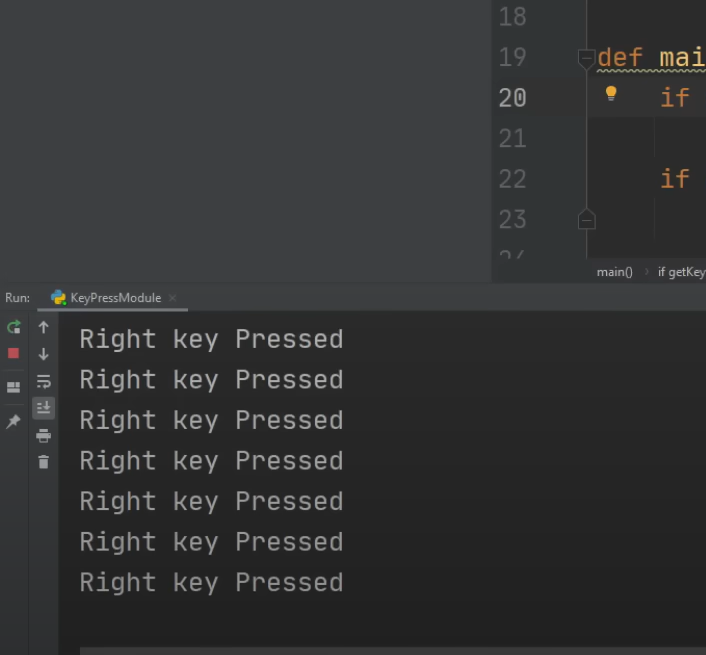 18
19 def mai
20 if
21
22 if
23
main() if getKey
Run: KeyPressModule
Right key Pressed
Right key Pressed
Right key Pressed
Right key Pressed
Right key Pressed
Right key Pressed
Right key Pressed